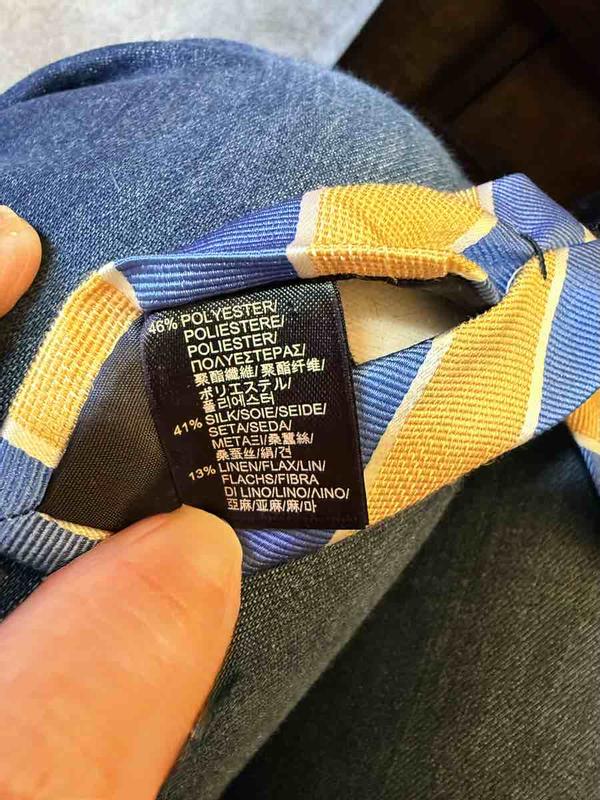 46% POLYESTER/
POLIESTERE/
POLIESTER/
ΠΟΛΥΕΣΤΕΡΑΣ/
聚酯纖維/聚酯纤维/
ポリエステル/
폴리에스터
41% SILK/SOIE/SEIDE/
SETA/SEDA/
ΜΕΤΑΞΙ/桑蠶絲/
桑蚕丝/絹/견
13% LINEN/FLAX/LIN/
FLACHS/FIBRA
DI LINO/LINO/ΛΙΝΟ/
亞麻/亚麻/麻/마